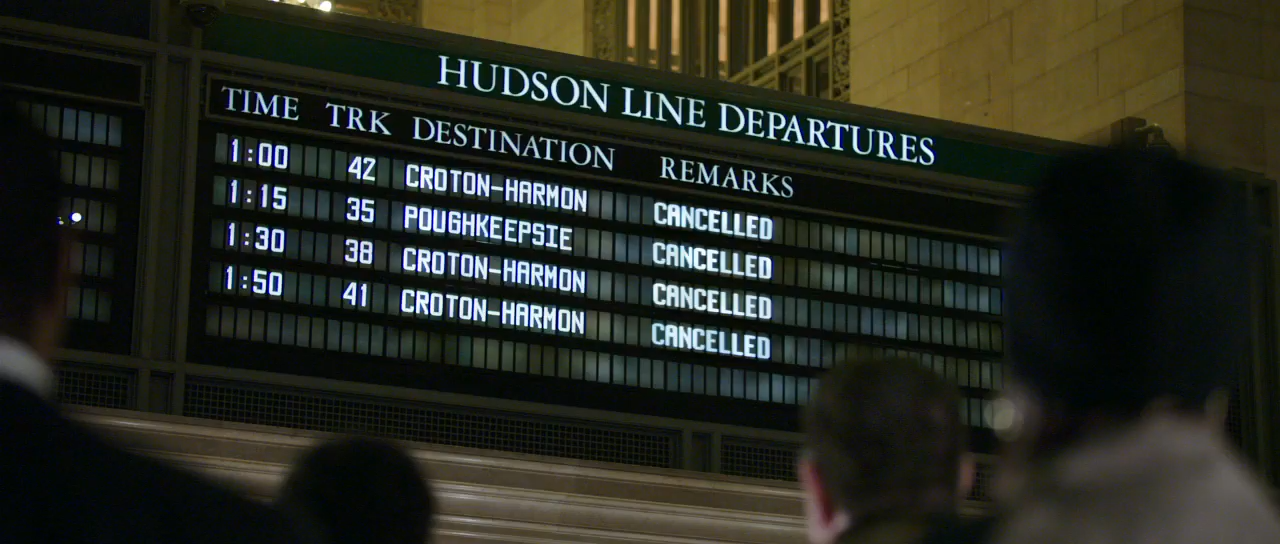 HUDSON LINE DEPARTURES
TIME TRK DESTINATION REMARKS
1:00 42 CROTON-HARMON CANCELLED
1:15 35 POUGHKEEPSIE CANCELLED
1:30 38 CROTON-HARMON CANCELLED
1:50 41 CROTON-HARMON CANCELLED